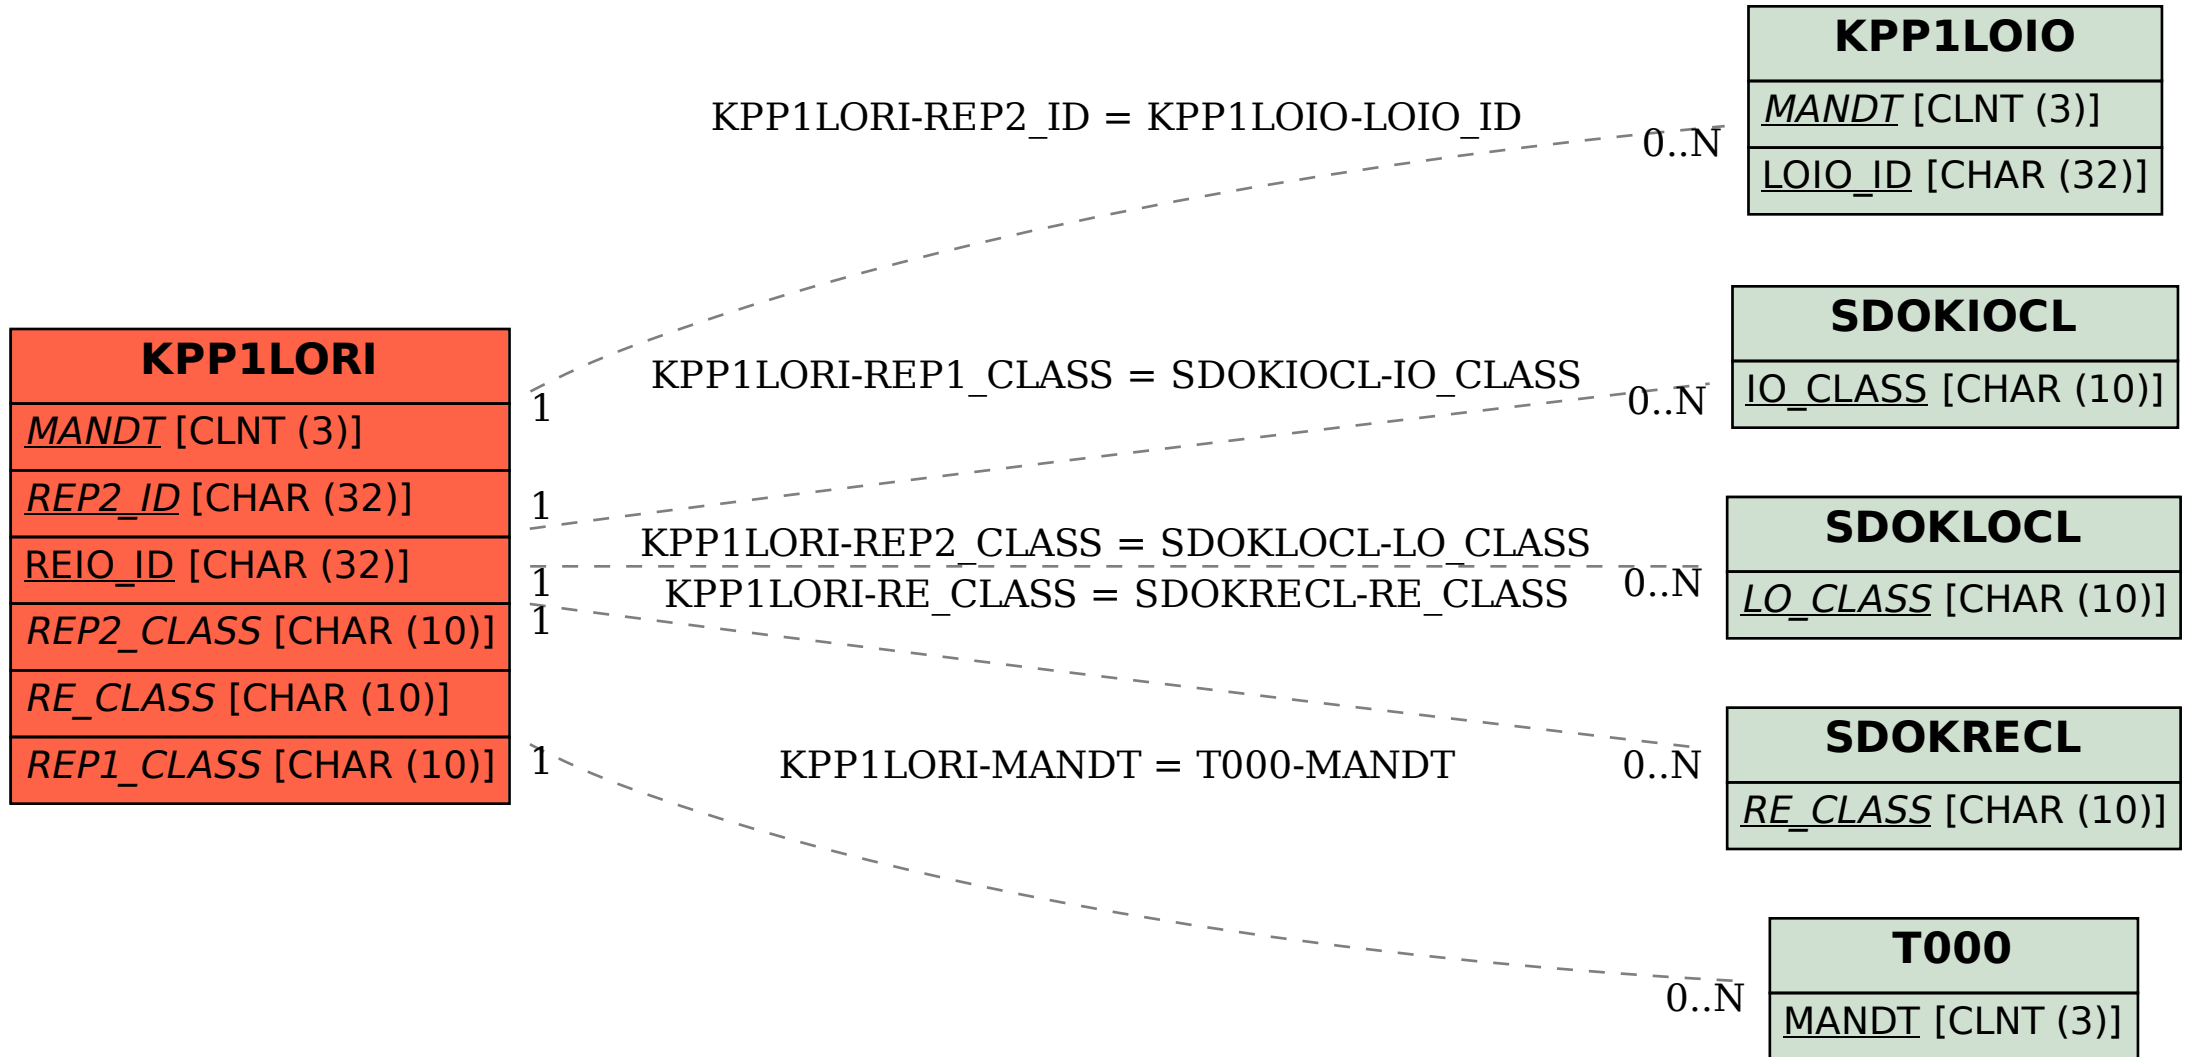 KPP1LORI
MANDT [CLNT (3)]
REP2_ID [CHAR (32)]
REIO_ID [CHAR (32)]
REP2_CLASS [CHAR (10)]
RE_CLASS [CHAR (10)]
REP1_CLASS [CHAR (10)]
KPP1LORI-REP2_ID = KPP1LOIO-LOIO_ID
1
0..N
KPP1LORI-REP1_CLASS = SDOKIOCL-IO_CLASS
1
0..N
KPP1LORI-REP2_CLASS = SDOKLOCL-LO_CLASS
1
0..N
KPP1LORI-RE_CLASS = SDOKRECL-RE_CLASS
1
0..N
KPP1LORI-MANDT = T000-MANDT
1
0..N
KPP1LOIO
MANDT [CLNT (3)]
LOIO_ID [CHAR (32)]
SDOKIOCL
IO_CLASS [CHAR (10)]
SDOKLOCL
LO_CLASS [CHAR (10)]
SDOKRECL
RE_CLASS [CHAR (10)]
T000
MANDT [CLNT (3)]